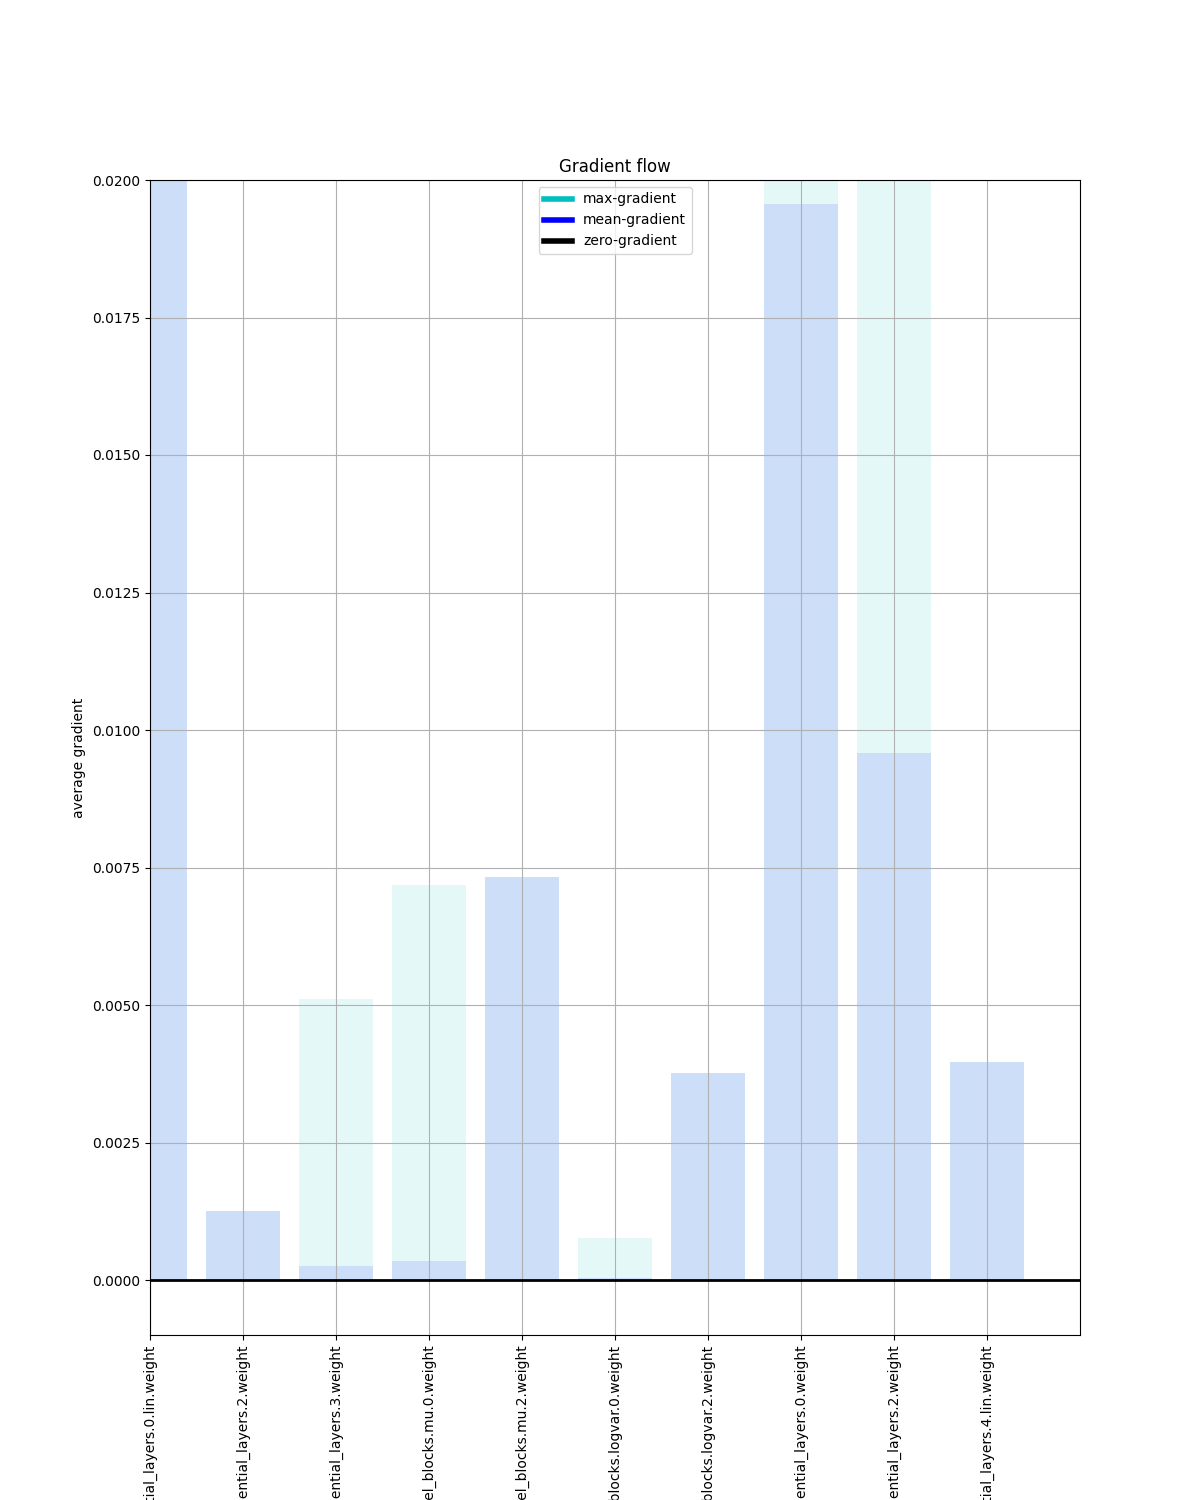 Gradient flow
max-gradient
mean-gradient
zero-gradient
0.0200
0.0175
0.0150
0.0125
0.0100
0.0075
0.0050
0.0025
0.0000
average gradient
tial_layers.0.lin.weight
ential_layers.2.weight
ential_layers.3.weight
el_blocks.mu.0.weight
el_blocks.mu.2.weight
blocks.logvar.0.weight
blocks.logvar.2.weight
ential_layers.0.weight
ential_layers.2.weight
tial_layers.4.lin.weight